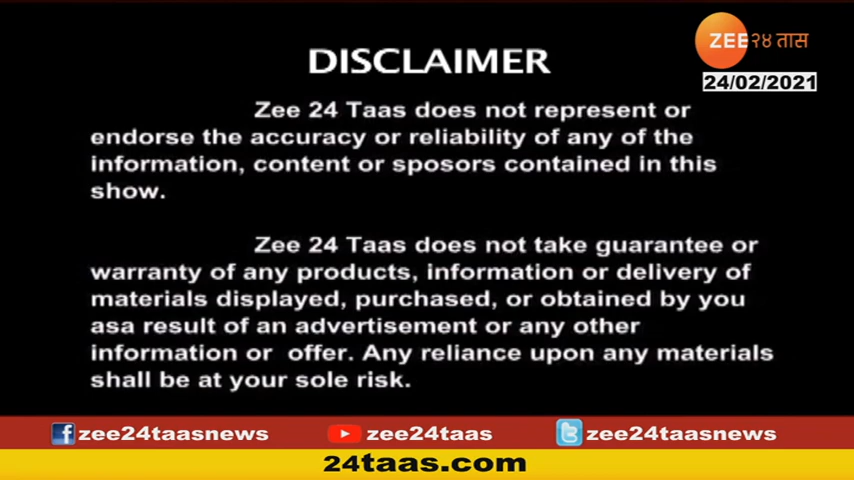 ZEE २४ तास
24/02/2021
DISCLAIMER
Zee 24 Taas does not represent or
endorse the accuracy or reliability of any of the
information, content or sposors contained in this
show.
Zee 24 Taas does not take guarantee or
warranty of any products, information or delivery of
materials displayed, purchased, or obtained by you
asa result of an advertisement or any other
information or offer. Any reliance upon any materials
shall be at your sole risk.
zee24taasnews zee24taas zee24taasnews
24taas.com